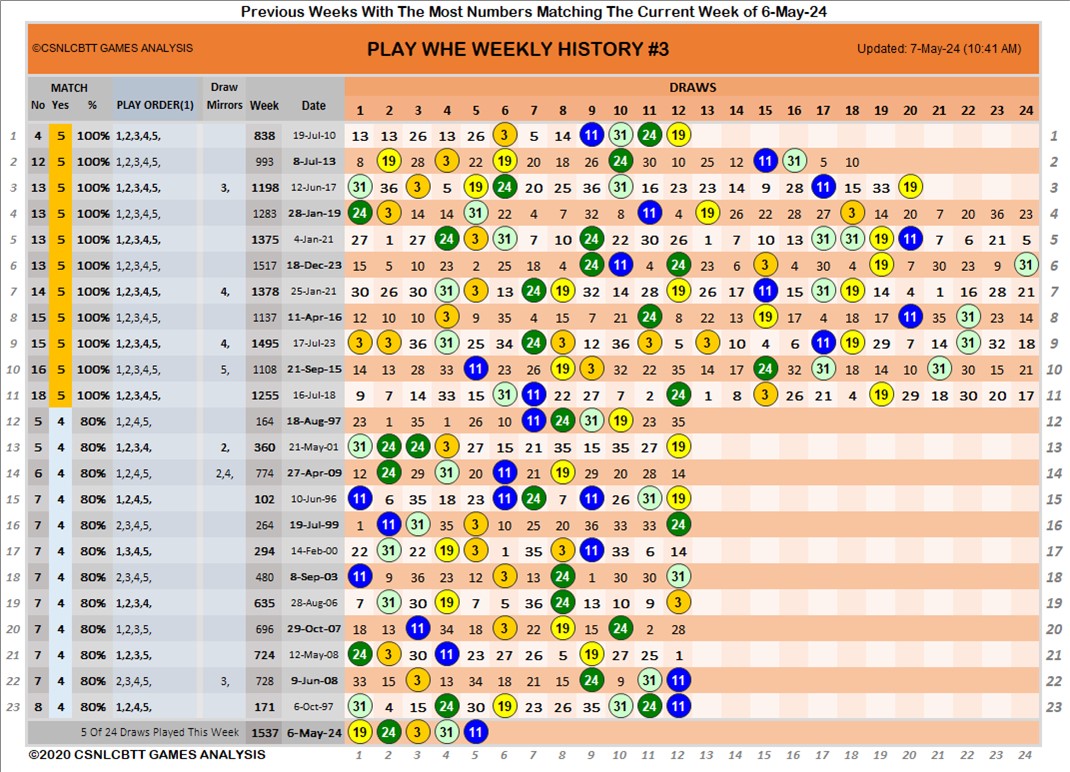 Previous Weeks With The Most Numbers Matching The Current Week of 6-May-24
©CSNLCBTT GAMES ANALYSIS PLAY WHE WEEKLY HISTORY #3 Updated: 7-May-24 (10:41 AM)
MATCH Draw DRAWS
No Yes % PLAY ORDER(1) Mirrors Week Date 1 2 3 4 5 6 7 8 9 10 11 12 13 14 15 16 17 18 19 20 21 22 23 24
1 4 5 100% 1,2,3,4,5, 838 19-Jul-10 13 13 26 13 26 3 5 14 11 31 24 19 1
2 12 5 100% 1,2,3,4,5, 993 8-Jul-13 8 19 28 3 22 19 20 18 26 24 30 10 25 12 11 31 5 10 2
3 13 5 100% 1,2,3,4,5, 3, 1198 12-Jun-17 31 36 3 5 19 24 20 25 36 31 16 23 23 14 9 28 11 15 33 19 3
4 13 5 100% 1,2,3,4,5, 1283 28-Jan-19 24 3 14 14 31 22 4 7 32 8 11 4 19 26 22 28 27 3 14 20 7 20 36 23 4
5 13 5 100% 1,2,3,4,5, 1375 4-Jan-21 27 1 27 24 3 31 7 10 24 22 30 26 1 7 10 13 31 31 19 11 7 6 21 5 5
6 13 5 100% 1,2,3,4,5, 1517 18-Dec-23 15 5 10 23 2 25 18 4 24 11 4 24 23 6 3 4 30 4 19 7 30 23 9 31 6
7 14 5 100% 1,2,3,4,5, 4, 1378 25-Jan-21 30 26 30 31 3 13 24 19 32 14 28 19 26 17 11 15 31 19 14 4 1 16 28 21 7
8 15 5 100% 1,2,3,4,5, 1137 11-Apr-16 12 10 10 3 9 35 4 15 7 21 24 8 22 13 19 17 4 18 17 11 35 31 23 14 8
9 15 5 100% 1,2,3,4,5, 4, 1495 17-Jul-23 3 3 36 31 25 34 24 3 12 36 3 5 3 10 4 6 11 19 29 7 14 31 32 18 9
10 16 5 100% 1,2,3,4,5, 5, 1108 21-Sep-15 14 13 28 33 11 23 26 19 3 32 22 35 14 17 24 32 31 18 14 10 31 30 15 21 10
11 18 5 100% 1,2,3,4,5, 1255 16-Jul-18 9 7 14 33 15 31 11 22 27 7 2 24 1 8 3 26 21 4 19 29 18 30 20 17 11
12 5 4 80% 1,2,4,5, 164 18-Aug-97 23 1 35 1 26 10 11 24 31 19 23 35 12
13 5 4 80% 1,2,3,4, 2, 360 21-May-01 31 24 24 3 27 15 21 35 15 35 27 19 13
14 6 4 80% 1,2,4,5, 2,4, 774 27-Apr-09 12 24 29 31 20 11 21 19 29 20 28 14 14
15 7 4 80% 1,2,4,5, 102 10-Jun-96 11 6 35 18 23 11 24 7 11 26 31 19 15
16 7 4 80% 2,3,4,5, 264 19-Jul-99 1 11 31 35 3 10 25 20 36 33 33 24 16
17 7 4 80% 1,3,4,5, 294 14-Feb-00 22 31 22 19 3 1 35 3 11 33 6 14 17
18 7 4 80% 2,3,4,5, 480 8-Sep-03 11 9 36 23 12 3 13 24 1 30 30 31 18
19 7 4 80% 1,2,3,4, 635 28-Aug-06 7 31 30 19 7 5 36 24 13 10 9 3 19
20 7 4 80% 1,2,3,5, 696 29-Oct-07 18 13 11 34 18 3 22 19 15 24 2 28 20
21 7 4 80% 1,2,3,5, 724 12-May-08 24 3 30 11 23 27 26 5 19 27 25 1 21
22 7 4 80% 2,3,4,5, 3, 728 9-Jun-08 33 15 3 13 34 18 21 15 24 9 31 11 22
23 8 4 80% 1,2,4,5, 171 6-Oct-97 31 4 15 24 30 19 23 26 35 31 24 11 23
5 Of 24 Draws Played This Week 1537 6-May-24 19 24 3 31 11
©2020 CSNLCBTT GAMES ANALYSIS 1 2 3 4 5 6 7 8 9 10 11 12 13 14 15 16 17 18 19 20 21 22 23 24